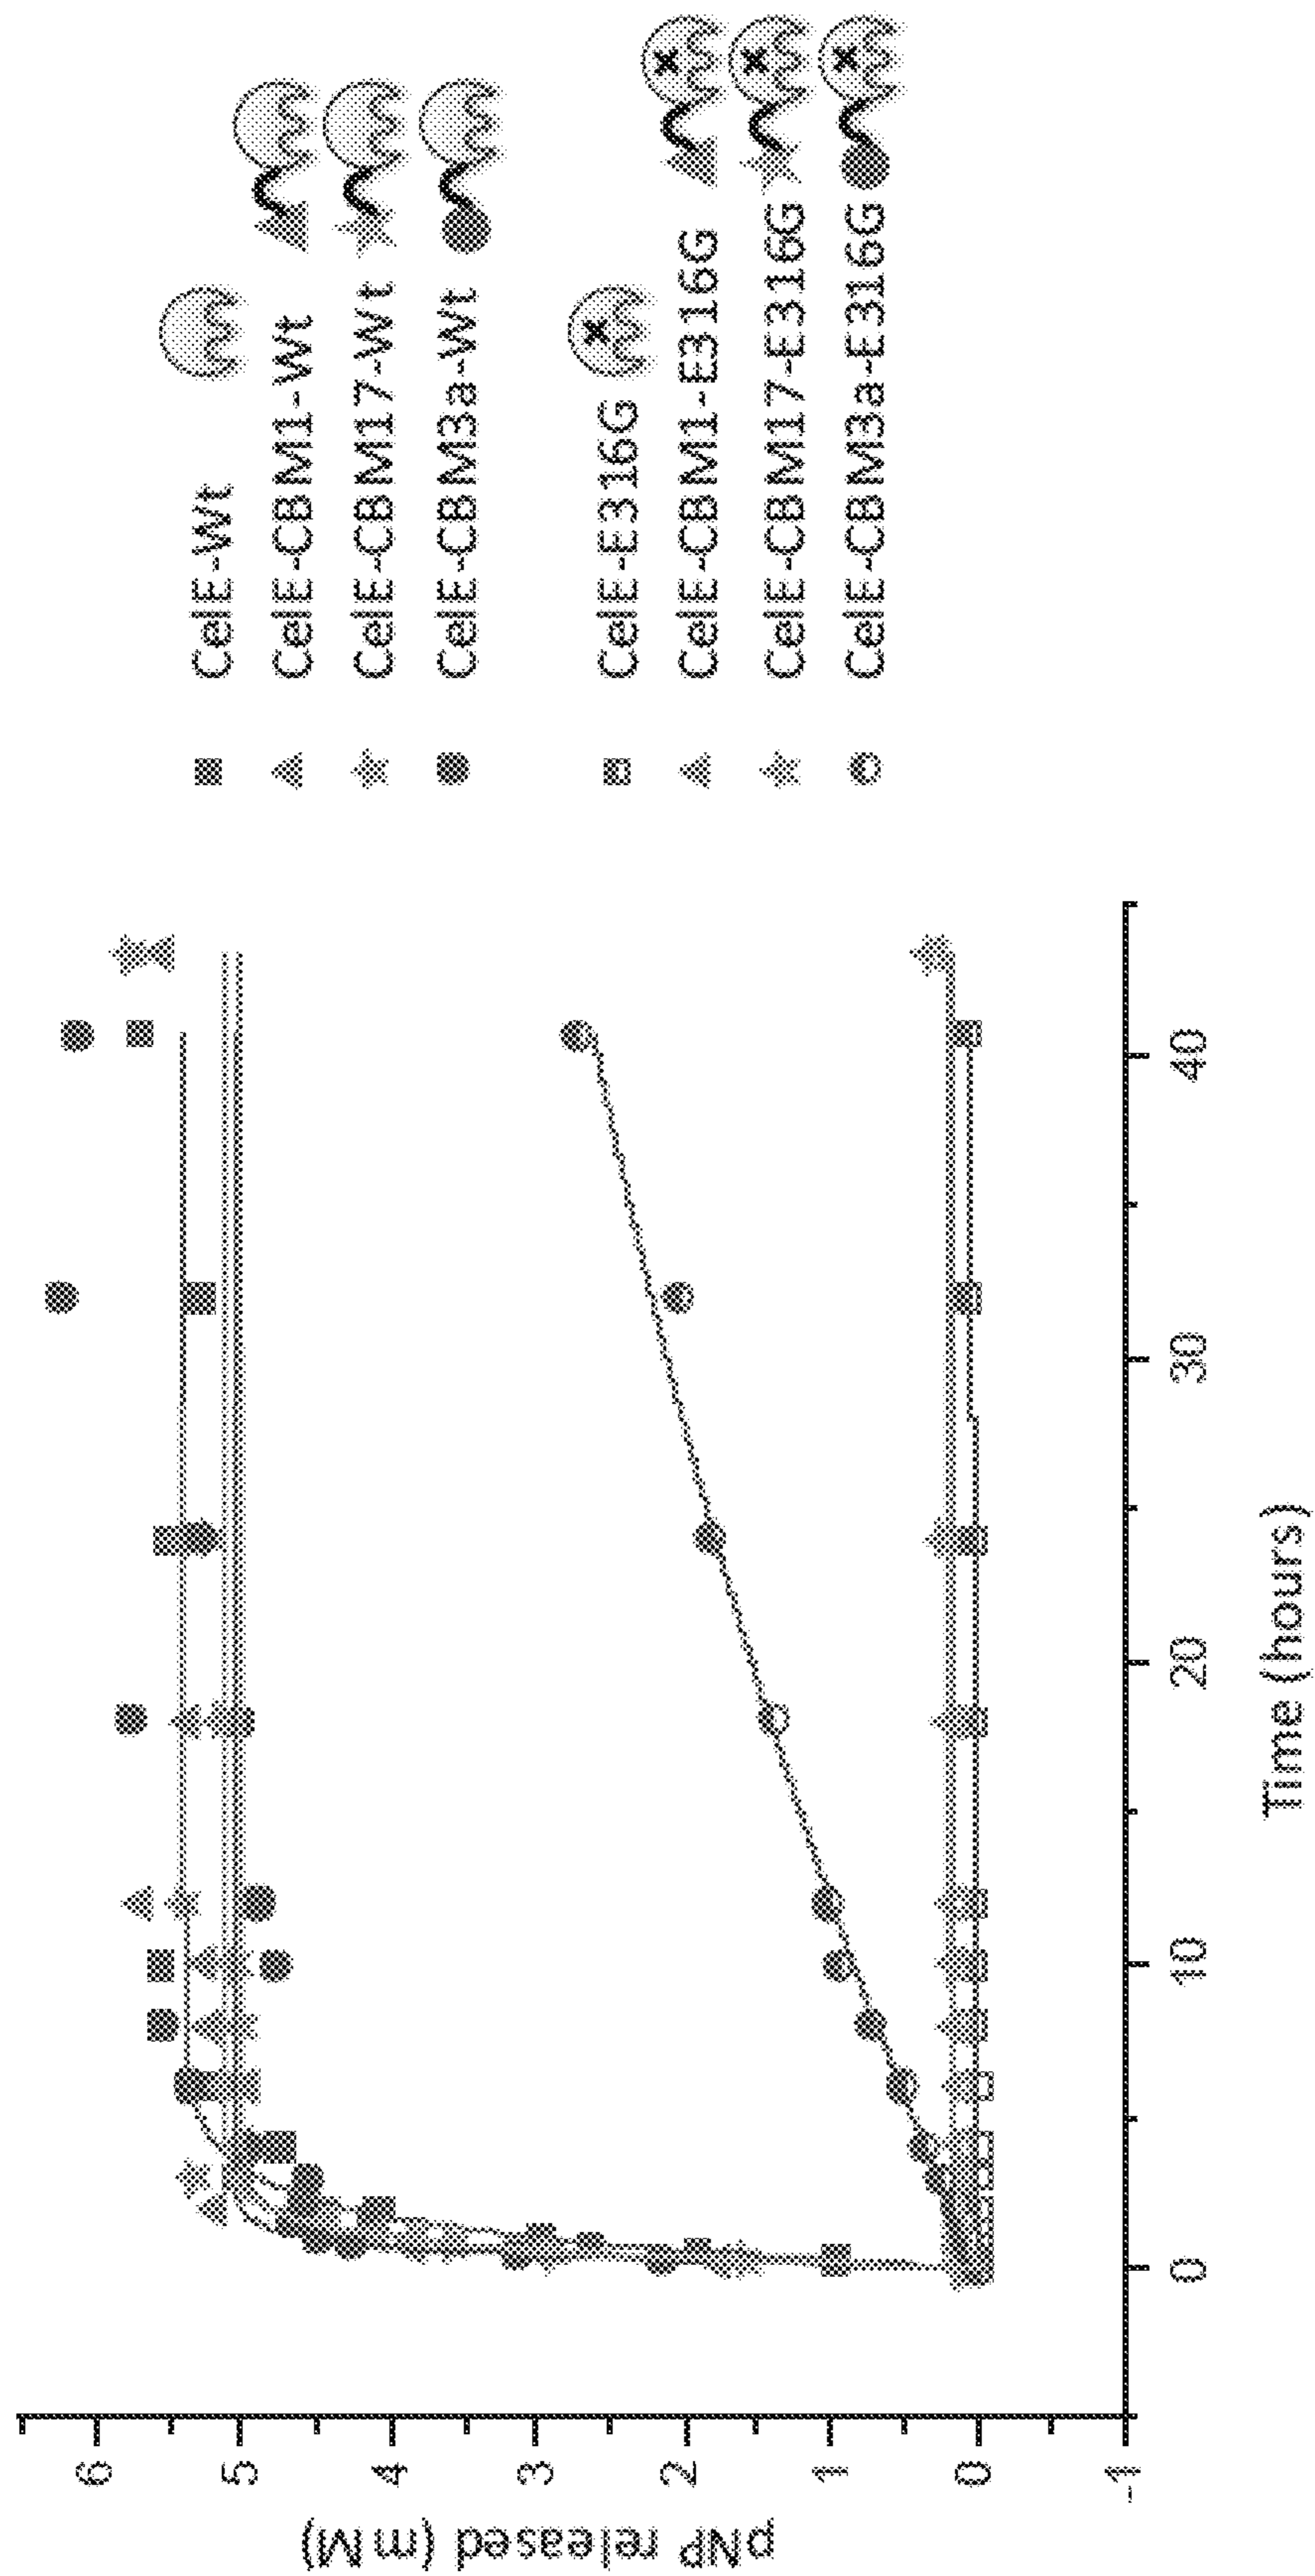 pNP released (mM)
6
5
4
3
2
1
0
-1
0
10
20
30
40
Time (hours)
CelE-Wt
CelE-CBM1-Wt
CelE-CBM17-Wt
CelE-CBM3a-Wt
CelE-E316G
CelE-CBM1-E316G
CelE-CBM17-E316G
CelE-CBM3a-E316G
x
x
x
x